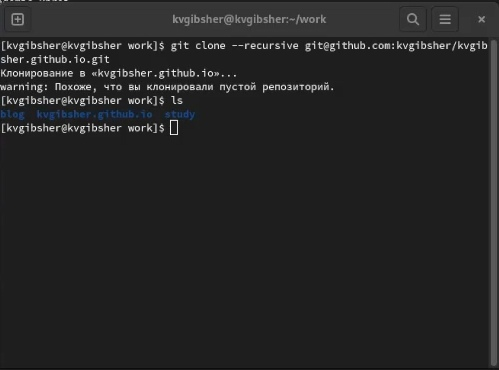 kvgibsher@kvgibsher:~/work
[kvgibsher@kvgibsher work]$ git clone --recursive git@github.com:kvgibsher/kvgib
sher.github.io.git
Клонирование в «kvgibsher.github.io»...
warning: Похоже, что вы клонировали пустой репозиторий.
[kvgibsher@kvgibsher work]$ ls
blog kvgibsher.github.io study
[kvgibsher@kvgibsher work]$